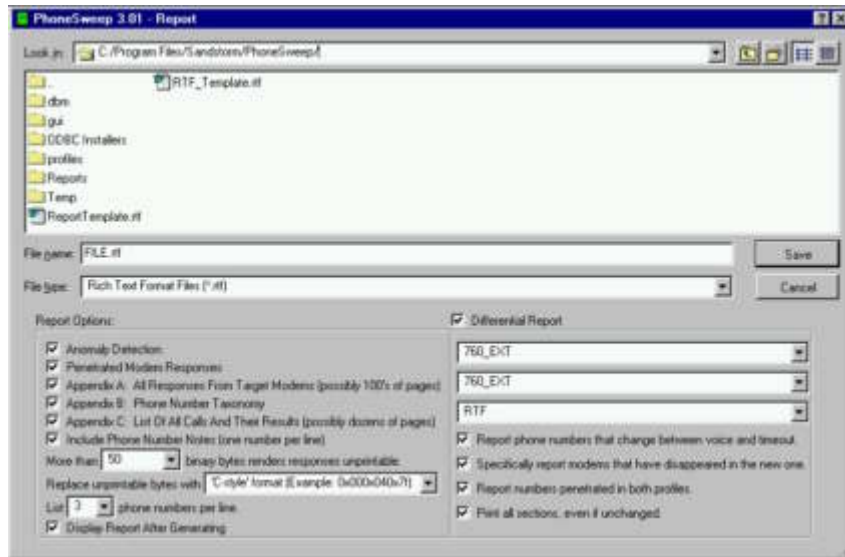 PhoneSweep 3.01 - Report
Look in: C:/Program Files/Sandstorm/PhoneSweep/
..
RTF_Template.rtf
dbm
gui
ODBC Installers
profiles
Reports
Temp
ReportTemplate.rtf
File name: FILE.rtf
Save
File type: Rich Text Format Files (*.rtf)
Cancel
Report Options:
Anomaly Detection
Penetrated Modem Responses
Appendix A: All Responses From Target Modems (possibly 100's of pages)
Appendix B: Phone Number Taxonomy
Appendix C: List Of All Calls And Their Results (possibly dozens of pages)
Include Phone Number Notes (one number per line)
More than 50 binary bytes renders responses unprintable.
Replace unprintable bytes with 'C-style' format (Example: 0x000x040x7f)
List 3 phone numbers per line.
Display Report After Generating
Differential Report
760_EXT
760_EXT
RTF
Report phone numbers that change between voice and timeout.
Specifically report modems that have disappeared in the new one.
Report numbers penetrated in both profiles.
Print all sections, even if unchanged.